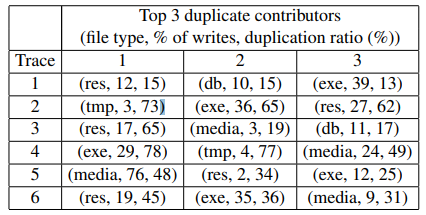 Top 3 duplicate contributors
(file type, % of writes, duplication ratio (%))
Trace 1 2 3
1 (res, 12, 15) (db, 10, 15) (exe, 39, 13)
2 (tmp, 3, 73) (exe, 36, 65) (res, 27, 62)
3 (res, 17, 65) (media, 3, 19) (db, 11, 17)
4 (exe, 29, 78) (tmp, 4, 77) (media, 24, 49)
5 (media, 76, 48) (res, 2, 34) (exe, 12, 25)
6 (res, 19, 45) (exe, 35, 36) (media, 9, 31)